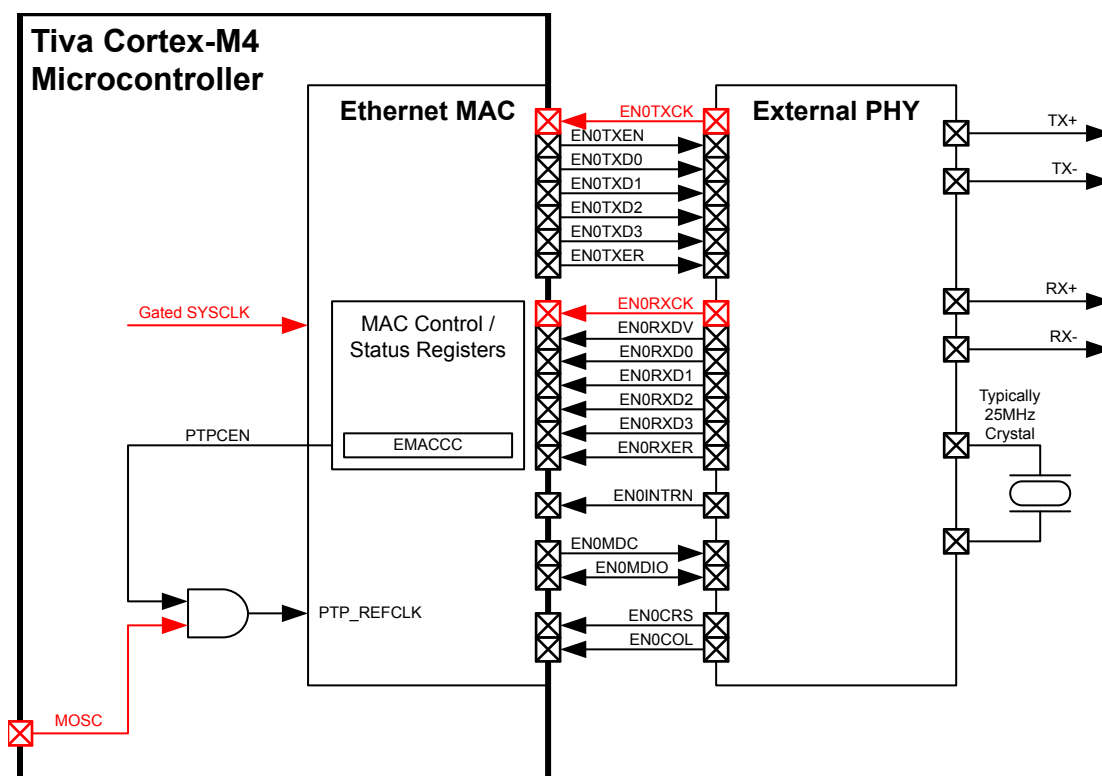 Tiva Cortex-M4
Microcontroller
Ethernet MAC
External PHY
EN0TXCK
EN0TXEN
EN0TXD0
EN0TXD1
EN0TXD2
EN0TXD3
EN0TXER
TX+
TX-
Gated SYSCLK
MAC Control /
Status Registers
EMACCC
PTPCEN
EN0RXCK
EN0RXDV
EN0RXD0
EN0RXD1
EN0RXD2
EN0RXD3
EN0RXER
RX+
RX-
Typically
25MHz
Crystal
EN0INTRN
EN0MDC
EN0MDIO
PTP_REFCLK
EN0CRS
EN0COL
MOSC